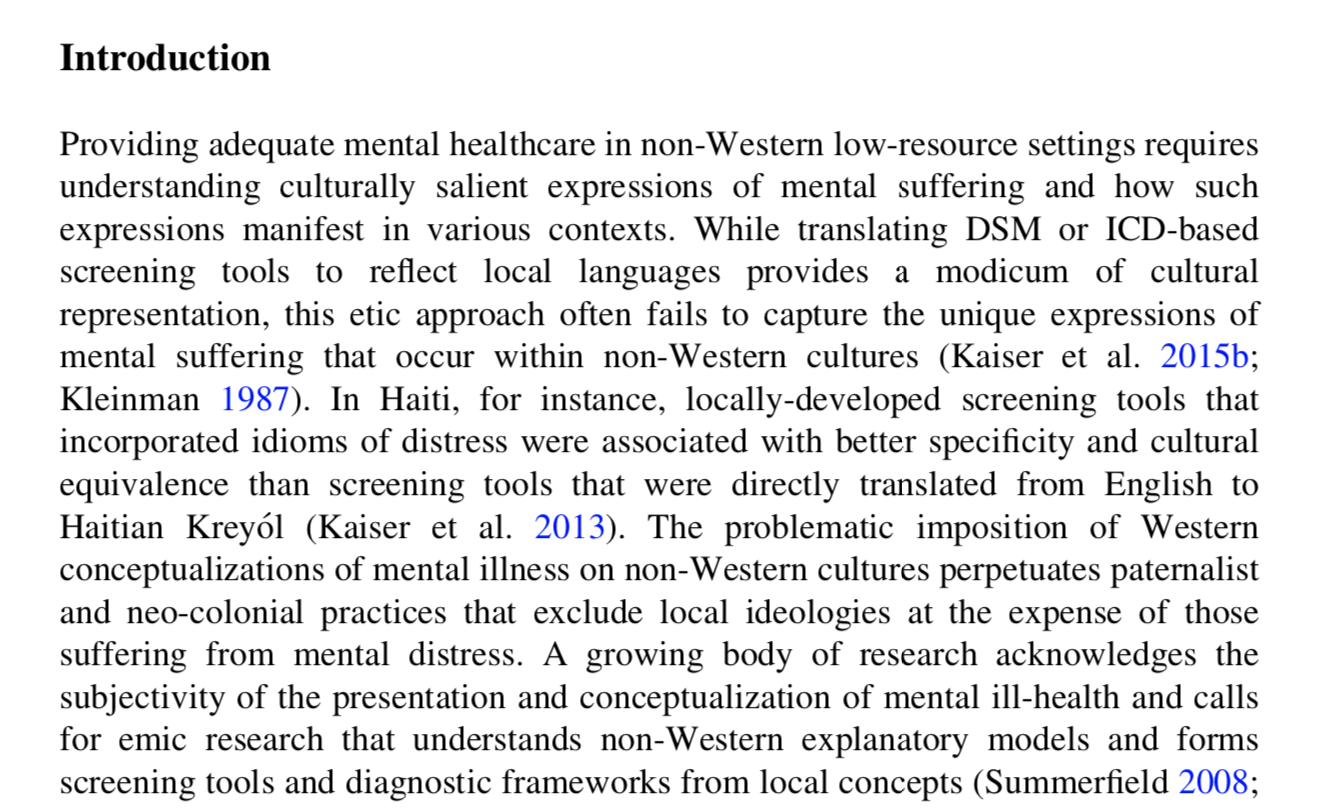 Introduction
Providing adequate mental healthcare in non-Western low-resource settings requires
understanding culturally salient expressions of mental suffering and how such
expressions manifest in various contexts. While translating DSM or ICD-based
screening tools to reflect local languages provides a modicum of cultural
representation, this etic approach often fails to capture the unique expressions of
mental suffering that occur within non-Western cultures (Kaiser et al. 2015b;
Kleinman 1987). In Haiti, for instance, locally-developed screening tools that
incorporated idioms of distress were associated with better specificity and cultural
equivalence than screening tools that were directly translated from English to
Haitian Kreyól (Kaiser et al. 2013). The problematic imposition of Western
conceptualizations of mental illness on non-Western cultures perpetuates paternalist
and neo-colonial practices that exclude local ideologies at the expense of those
suffering from mental distress. A growing body of research acknowledges the
subjectivity of the presentation and conceptualization of mental ill-health and calls
for emic research that understands non-Western explanatory models and forms
screening tools and diagnostic frameworks from local concepts (Summerfield 2008;